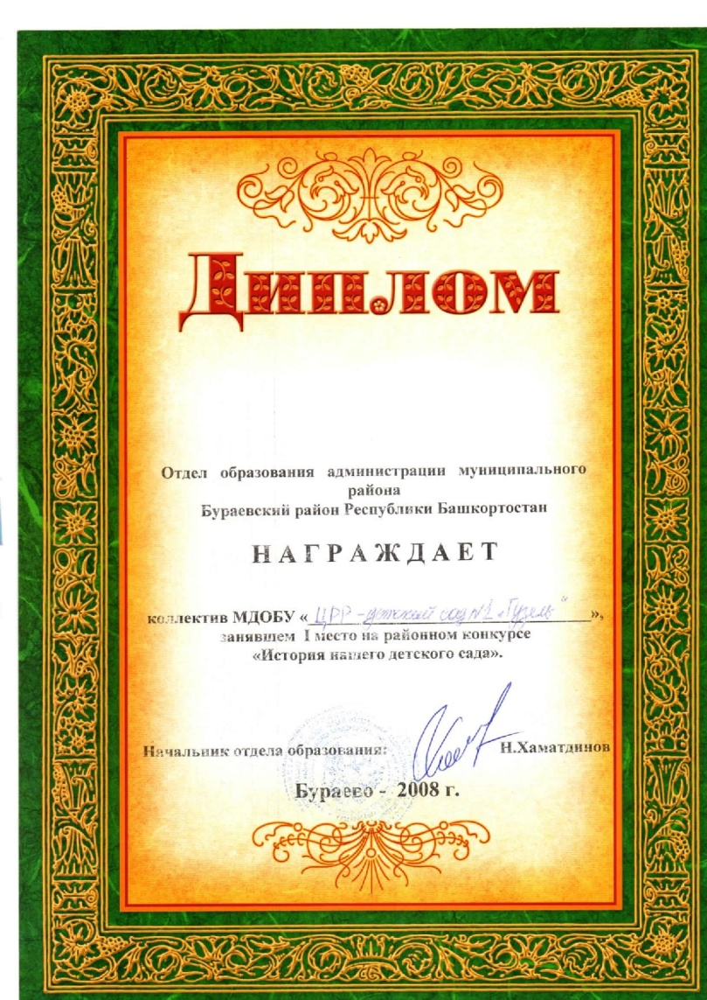 Диплом
Отдел образования администрации муниципального
района
Бураевский район Республики Башкортостан
НАГРАЖДАЕТ
коллектив МДОБУ « ЦРР - детский сад №1 „Гузель" »,
занявшем I место на районном конкурсе
«История нашего детского сада».
Начальник отдела образования: Н.Хаматдинов
Бураево - 2008 г.